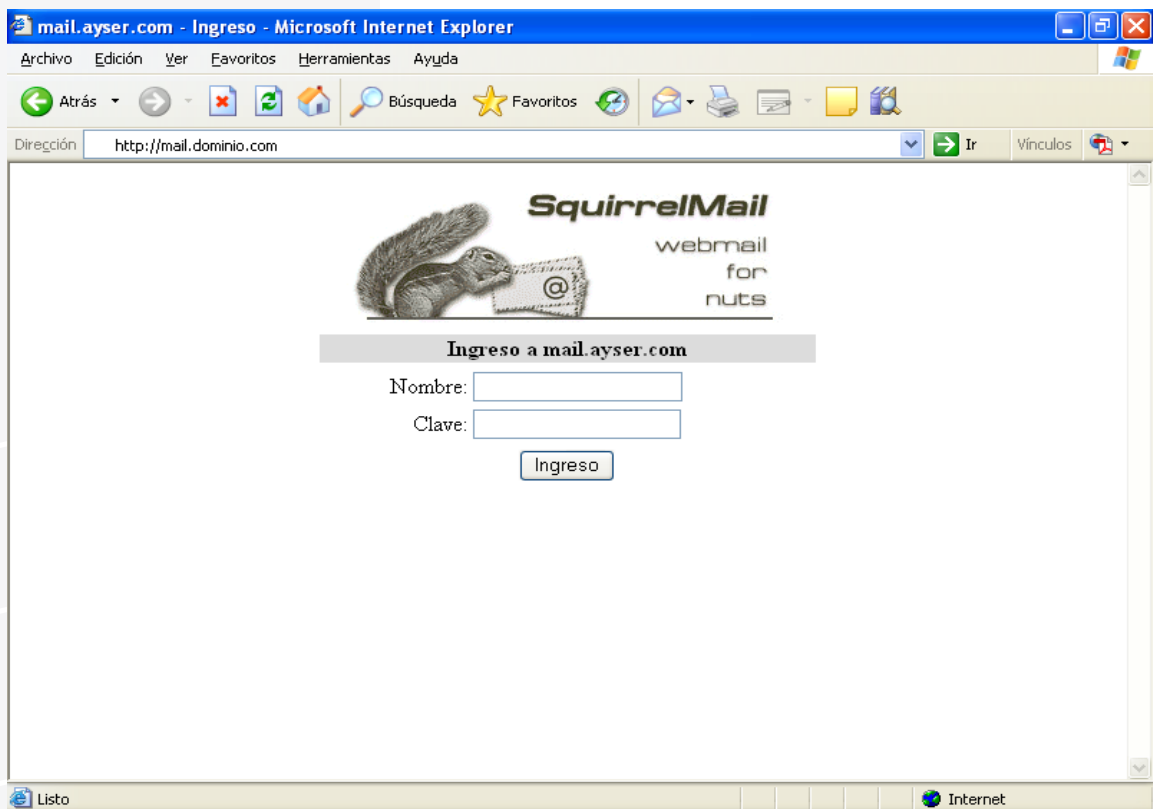 mail.ayser.com - Ingreso - Microsoft Internet Explorer
Archivo Edición Ver Favoritos Herramientas Ayuda
Atrás Búsqueda Favoritos
Dirección http://mail.dominio.com Ir Vínculos
SquirrelMail
webmail
for
nuts
@
Ingreso a mail.ayser.com
Nombre:
Clave:
Ingreso
Listo Internet